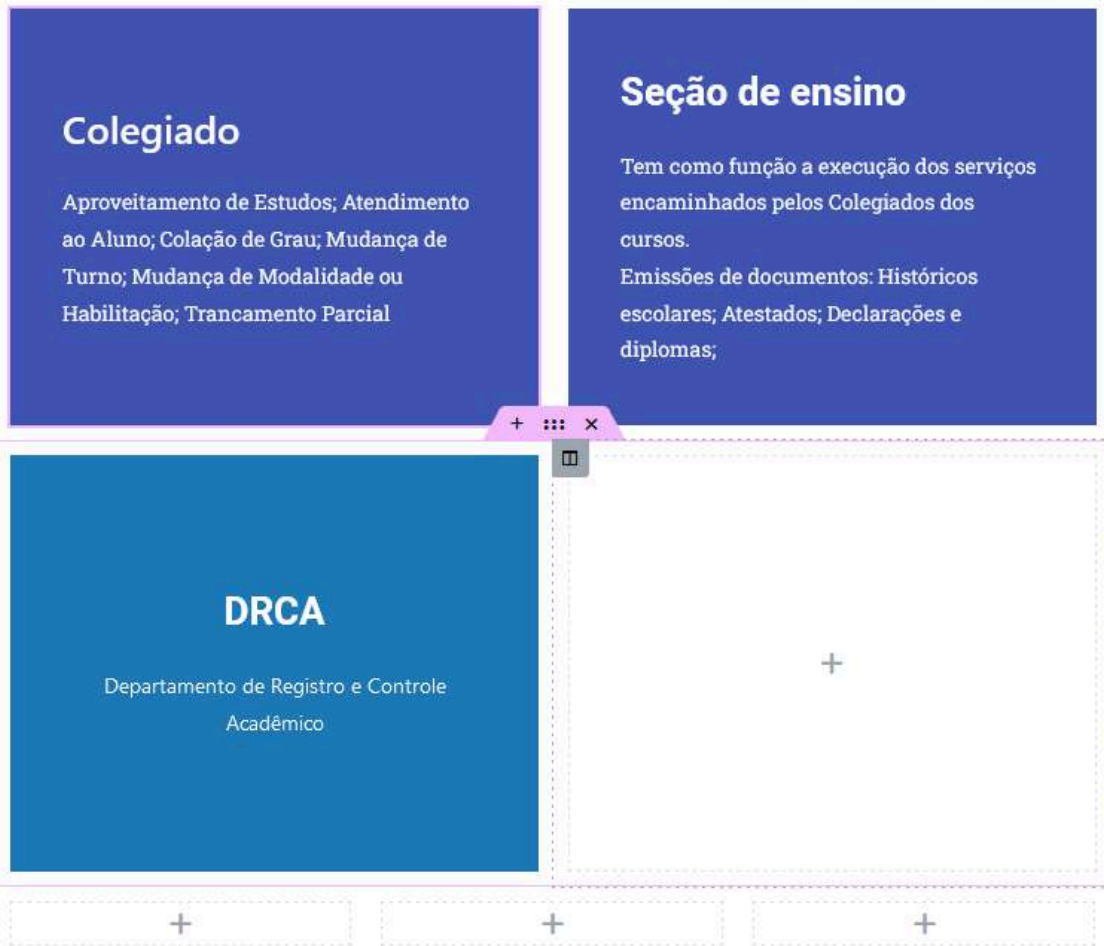 Colegiado
Aproveitamento de Estudos; Atendimento
ao Aluno; Colação de Grau; Mudança de
Turno; Mudança de Modalidade ou
Habilitação; Trancamento Parcial
Seção de ensino
Tem como função a execução dos serviços
encaminhados pelos Colegiados dos
cursos.
Emissões de documentos: Históricos
escolares; Atestados; Declarações e
diplomas;
DRCA
Departamento de Registro e Controle
Acadêmico